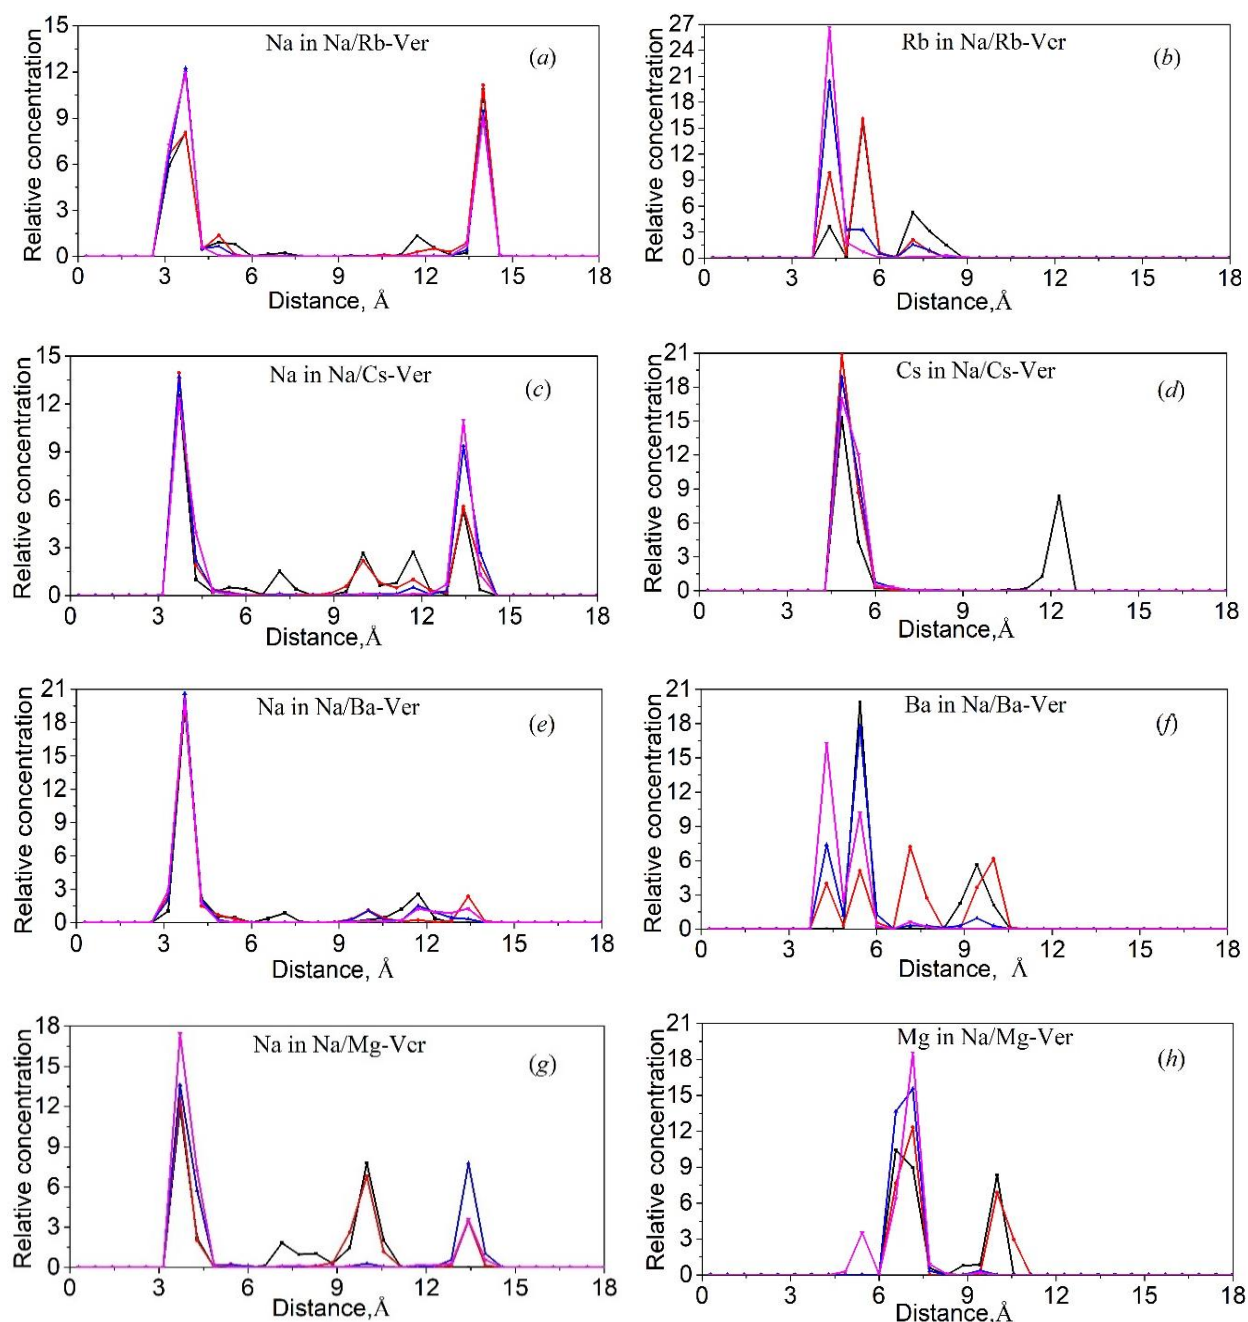 Na in Na/Rb-Ver
(a)
Relative concentration
15
12
9
6
3
0
0 3 6 9 12 15 18
Distance, Å
Rb in Na/Rb-Vcr
(b)
Relative concentration
27
24
21
18
15
12
9
6
3
0
0 3 6 9 12 15 18
Distance,Å
Na in Na/Cs-Ver
(c)
Relative concentration
15
12
9
6
3
0
0 3 6 9 12 15 18
Distance,Å
Cs in Na/Cs-Ver
(d)
Relative concentration
21
18
15
12
9
6
3
0
0 3 6 9 12 15 18
Distance,Å
Na in Na/Ba-Ver
(e)
Relative concentration
21
18
15
12
9
6
3
0
0 3 6 9 12 15 18
Distance, Å
Ba in Na/Ba-Ver
(f)
Relative concentration
21
18
15
12
9
6
3
0
0 3 6 9 12 15 18
Distance, Å
Na in Na/Mg-Vcr
(g)
Relative concentration
18
15
12
9
6
3
0
0 3 6 9 12 15 18
Distance,Å
Mg in Na/Mg-Ver
(h)
Relative concentration
21
18
15
12
9
6
3
0
0 3 6 9 12 15 18
Distance,Å